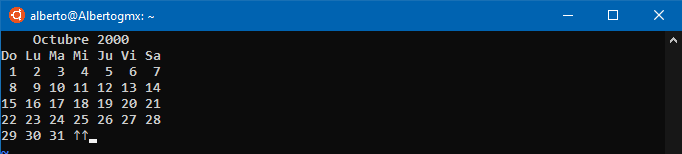 alberto@Albertogmx: ~
Octubre 2000
Do Lu Ma Mi Ju Vi Sa
1 2 3 4 5 6 7
8 9 10 11 12 13 14
15 16 17 18 19 20 21
22 23 24 25 26 27 28
29 30 31 ↑↑
~